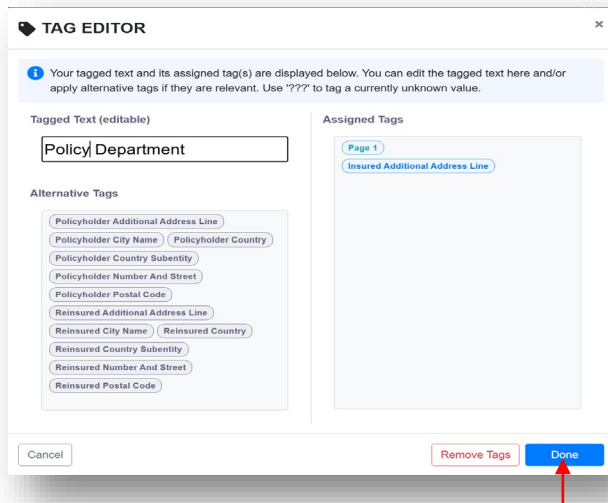 TAG EDITOR
×
i
Your tagged text and its assigned tag(s) are displayed below. You can edit the tagged text here and/or
apply alternative tags if they are relevant. Use '???' to tag a currently unknown value.
Tagged Text (editable)
Policy Department
Alternative Tags
Policyholder Additional Address Line
Policyholder City Name Policyholder Country
Policyholder Country Subentity
Policyholder Number And Street
Policyholder Postal Code
Reinsured Additional Address Line
Reinsured City Name Reinsured Country
Reinsured Country Subentity
Reinsured Number And Street
Reinsured Postal Code
Assigned Tags
Page 1
Insured Additional Address Line
Cancel Remove Tags Done